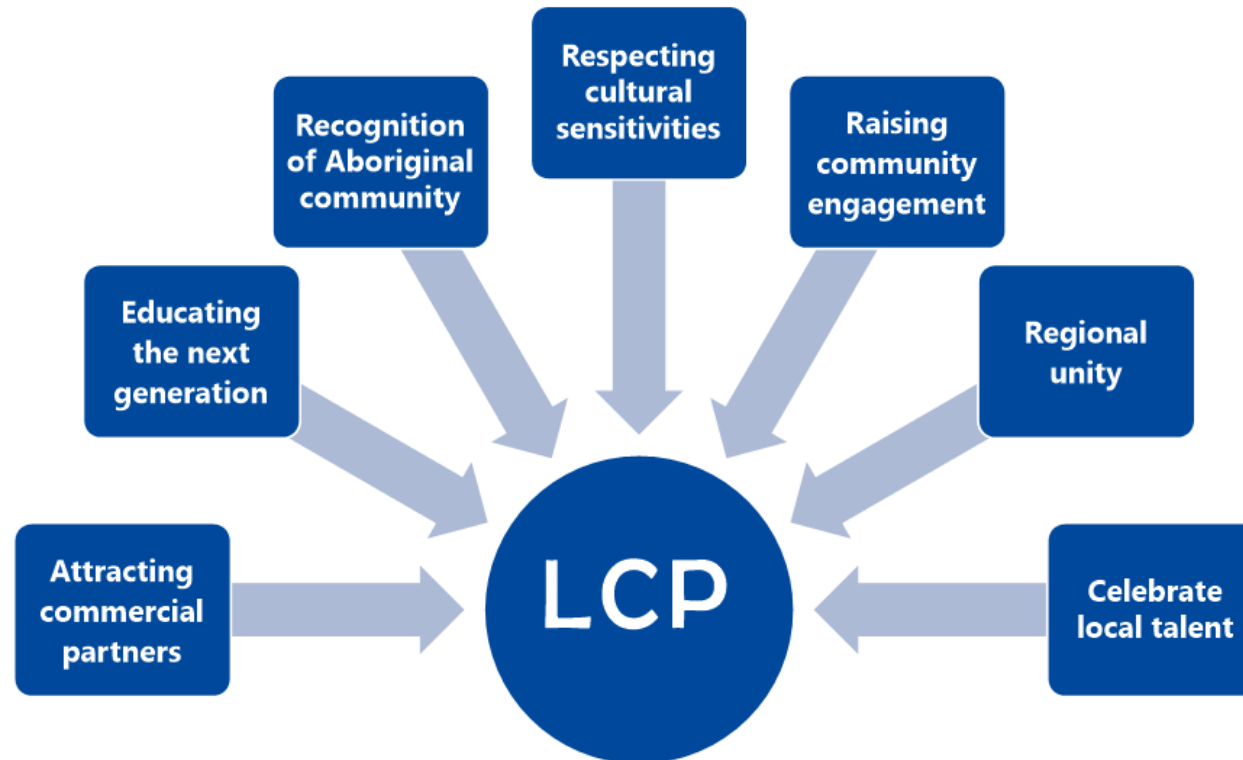 Respecting
cultural
sensitivities
Recognition
of Aboriginal
community
Raising
community
engagement
Educating
the next
generation
Regional
unity
Attracting
commercial
partners
LCP
Celebrate
local talent